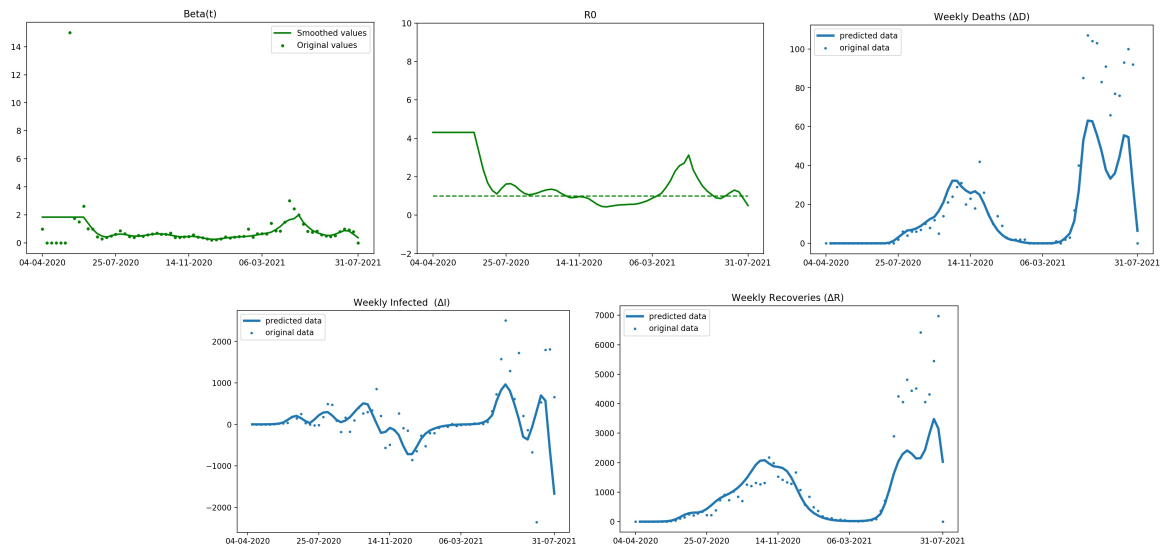 Beta(t)
Smoothed values
Original values
14
12
10
8
6
4
2
0
04-04-2020 25-07-2020 14-11-2020 06-03-2021 31-07-2021
R0
10
8
6
4
2
0
−2
04-04-2020 25-07-2020 14-11-2020 06-03-2021 31-07-2021
Weekly Deaths (ΔD)
predicted data
original data
100
80
60
40
20
0
04-04-2020 25-07-2020 14-11-2020 06-03-2021 31-07-2021
Weekly Infected (ΔI)
predicted data
original data
2000
1000
0
−1000
−2000
04-04-2020 25-07-2020 14-11-2020 06-03-2021 31-07-2021
Weekly Recoveries (ΔR)
predicted data
original data
7000
6000
5000
4000
3000
2000
1000
0
04-04-2020 25-07-2020 14-11-2020 06-03-2021 31-07-2021